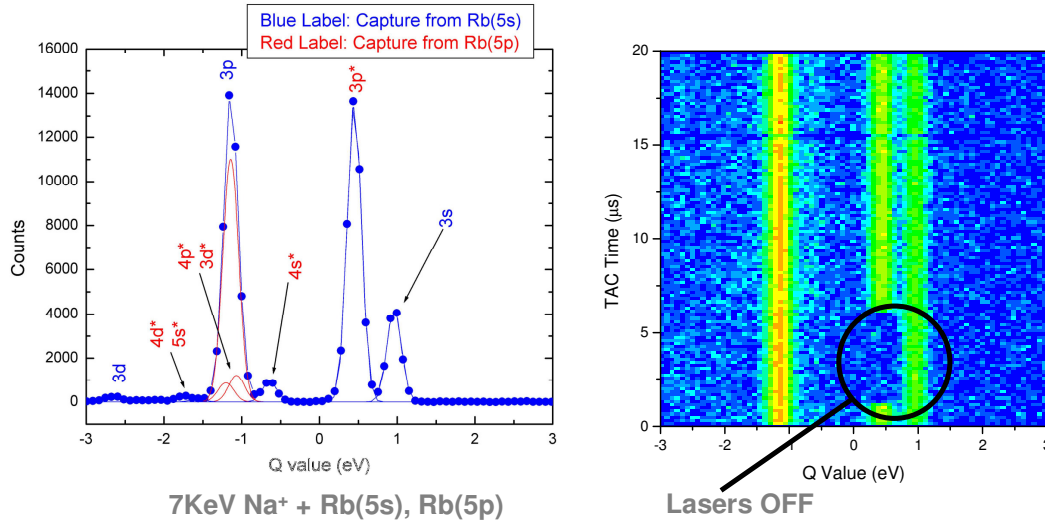 Blue Label: Capture from Rb(5s)
Red Label: Capture from Rb(5p)
16000
14000
12000
10000
8000
6000
4000
2000
0
Counts
3d
4d*
5s*
4p*
3d*
3p
4s*
3p*
3s
-3
-2
-1
0
1
2
3
Q value (eV)
7KeV Na⁺ + Rb(5s), Rb(5p)
20
15
10
5
0
TAC Time (µs)
-3
-2
-1
0
1
2
3
Q Value (eV)
Lasers OFF